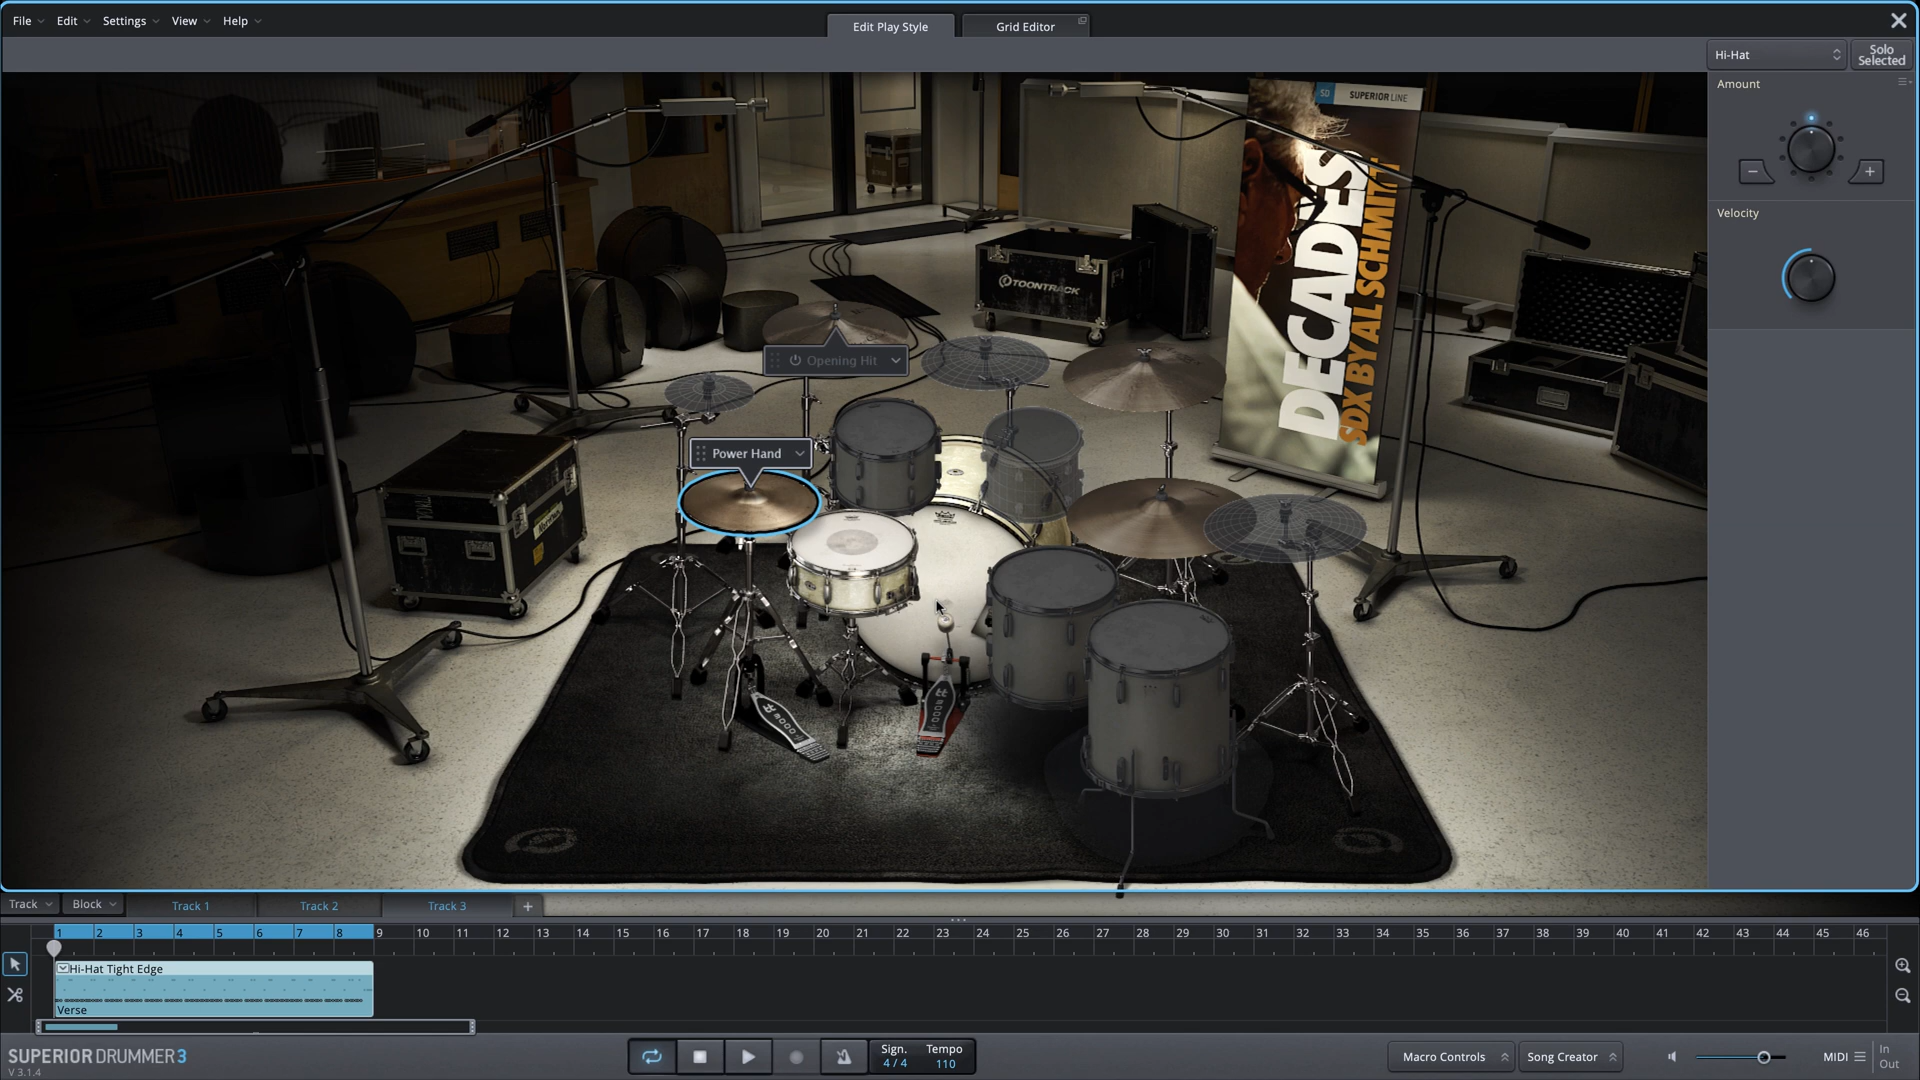 File
Edit
Settings
View
Help
Edit Play Style
Grid Editor
Hi-Hat
Solo Selected
Amount
SUPERIOR LINE
SD
DECADES
SDX BY AL SCHMITT
Velocity
TOONTRACK
Opening Hit
Power Hand
5000
5000
Track
Block
Track 1
Track 2
Track 3
1 2 3 4 5 6 7 8 9 10 11 12 13 14 15 16 17 18 19 20 21 22 23 24 25 26 27 28 29 30 31 32 33 34 35 36 37 38 39 40 41 42 43 44 45 46
Hi-Hat Tight Edge
Verse
SUPERIOR DRUMMER 3
V 3.1.4
Sign.
4 / 4
Tempo
110
Macro Controls
Song Creator
MIDI
In
Out